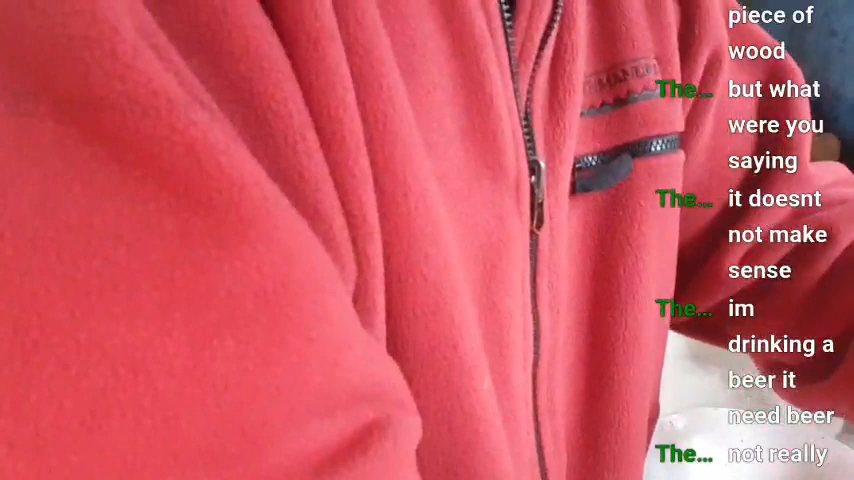 piece of
wood
The... but what
were you
saying
The... it doesnt
not make
sense
The... im
drinking a
beer it
need beer
The... not really